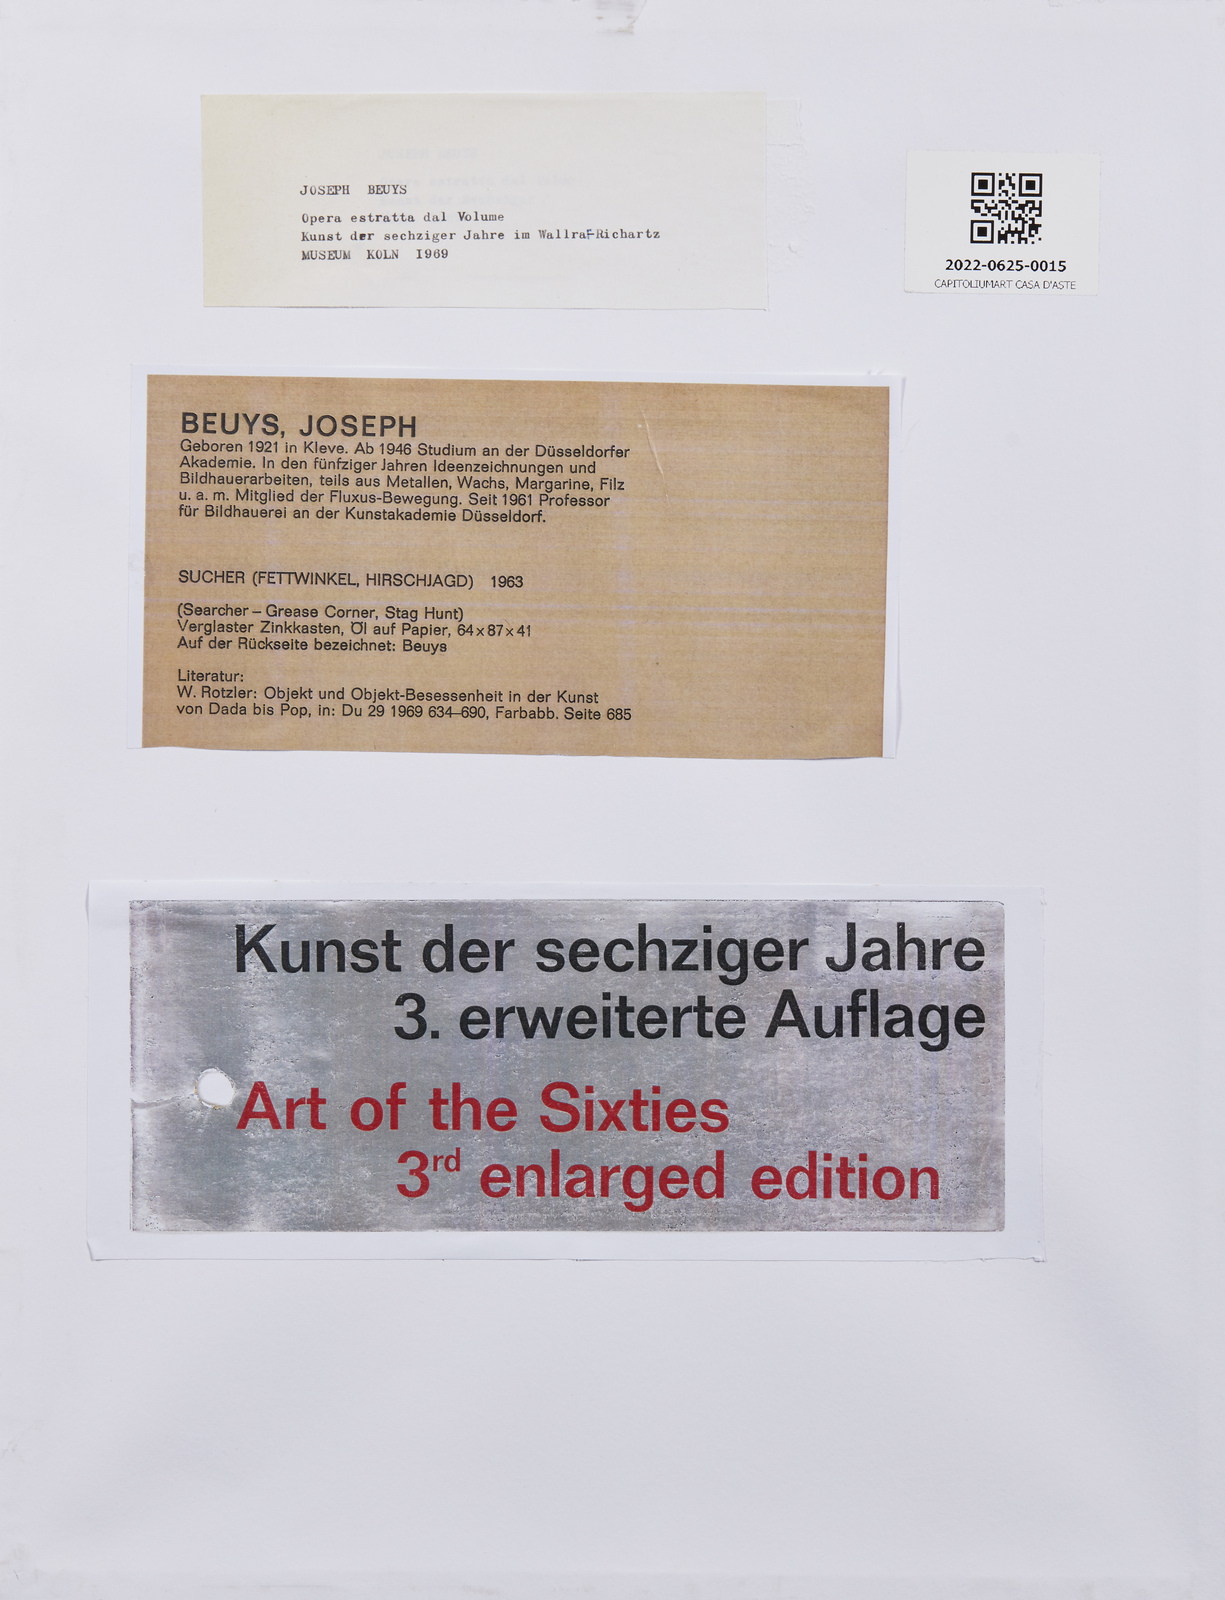 JOSEPH BEUYS
Opera estratta dal Volume
Kunst der sechziger Jahre im Wallraf-Richartz
MUSEUM KOLN I969
2022-0625-0015
CAPITOLIUMART CASA D'ASTE
BEUYS, JOSEPH
Geboren 1921 in Kleve. Ab 1946 Studium an der Düsseldorfer
Akademie. In den fünfziger Jahren Ideenzeichnungen und
Bildhauerarbeiten, teils aus Metallen, Wachs, Margarine, Filz
u. a. m. Mitglied der Fluxus-Bewegung. Seit 1961 Professor
für Bildhauerei an der Kunstakademie Düsseldorf.
SUCHER (FETTWINKEL, HIRSCHJAGD) 1963
(Searcher – Grease Corner, Stag Hunt)
Verglaster Zinkkasten, Öl auf Papier, 64 x 87 x 41
Auf der Rückseite bezeichnet: Beuys
Literatur:
W. Rotzler: Objekt und Objekt-Besessenheit in der Kunst
von Dada bis Pop, in: Du 29 1969 634–690, Farbabb. Seite 685
Kunst der sechziger Jahre
3. erweiterte Auflage
Art of the Sixties
3rd enlarged edition